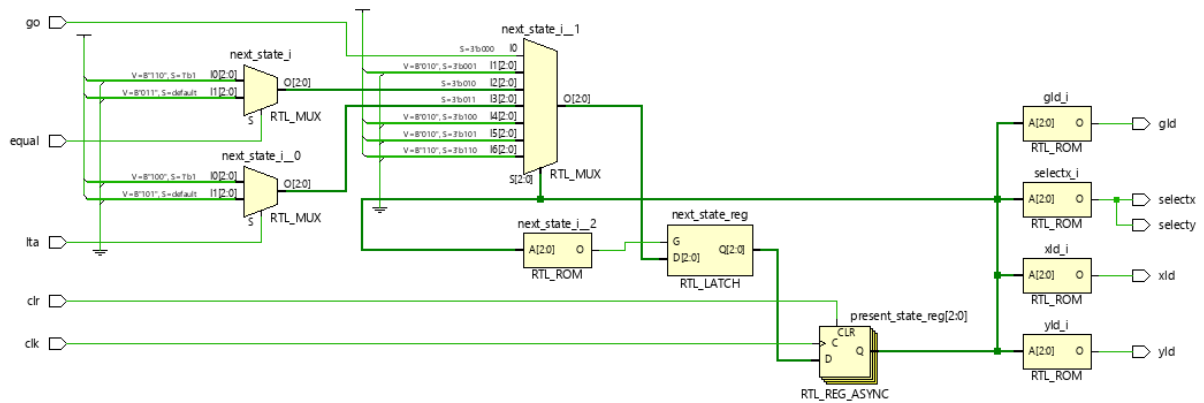 go
next_state_i
V=B"110", S=1'b1 I0[2:0]
V=B"011", S=default I1[2:0]
O[2:0]
S
RTL_MUX
equal
next_state_i__0
V=B"100", S=1'b1 I0[2:0]
V=B"101", S=default I1[2:0]
O[2:0]
S
RTL_MUX
lta
clr
clk
next_state_i__1
S=3'b000 I0
V=B"010", S=3'b001 I1[2:0]
S=3'b010 I2[2:0]
S=3'b011 I3[2:0]
V=B"010", S=3'b100 I4[2:0]
V=B"010", S=3'b101 I5[2:0]
V=B"110", S=3'b110 I6[2:0]
O[2:0]
S[2:0]
RTL_MUX
next_state_i__2
A[2:0] O
RTL_ROM
next_state_reg
G
D[2:0]
Q[2:0]
RTL_LATCH
present_state_reg[2:0]
CLR
C
D
Q
RTL_REG_ASYNC
gld_i
A[2:0] O
RTL_ROM
gld
selectx_i
A[2:0] O
RTL_ROM
selectx
selecty
xld_i
A[2:0] O
RTL_ROM
xld
yld_i
A[2:0] O
RTL_ROM
yld